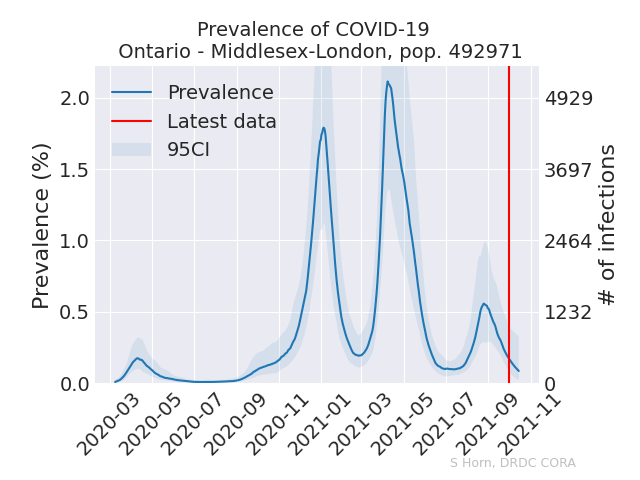 Prevalence of COVID-19
Ontario - Middlesex-London, pop. 492971
Prevalence
Latest data
95CI
Prevalence (%)
2.0
1.5
1.0
0.5
0.0
4929
3697
2464
1232
0
# of infections
2020-03
2020-05
2020-07
2020-09
2020-11
2021-01
2021-03
2021-05
2021-07
2021-09
2021-11
S Horn, DRDC CORA